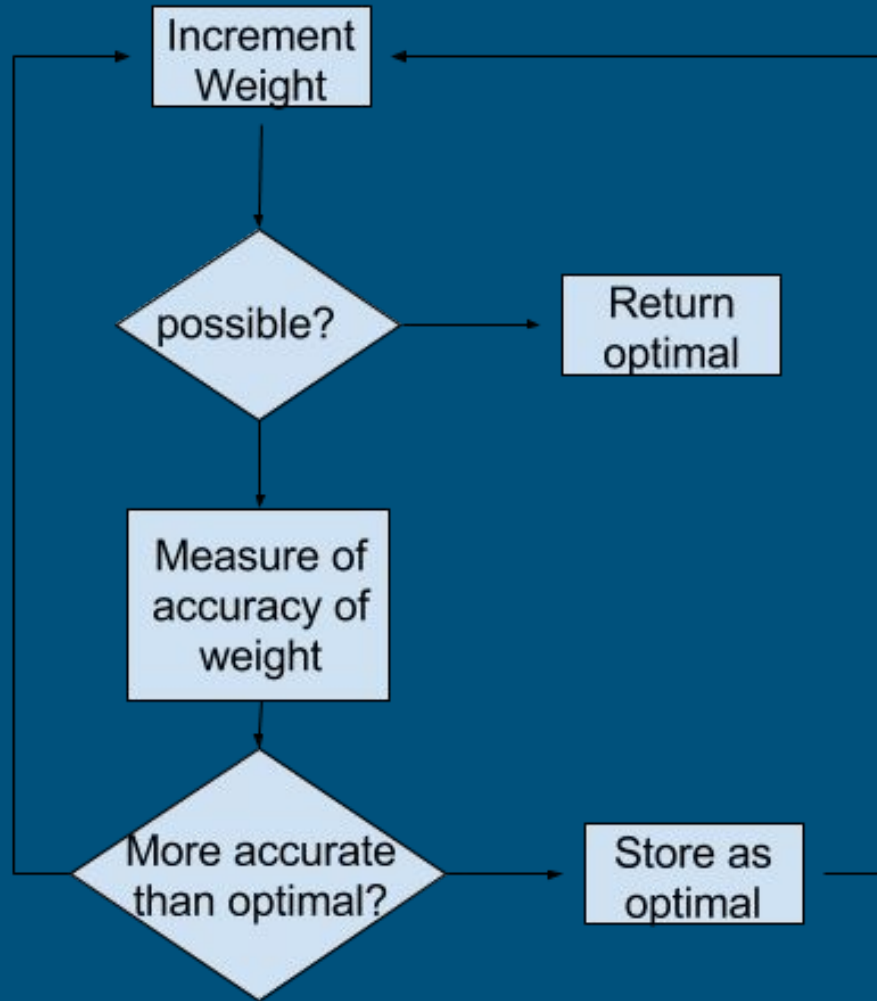 Increment
Weight
possible?
Return
optimal
Measure of
accuracy of
weight
More accurate
than optimal?
Store as
optimal